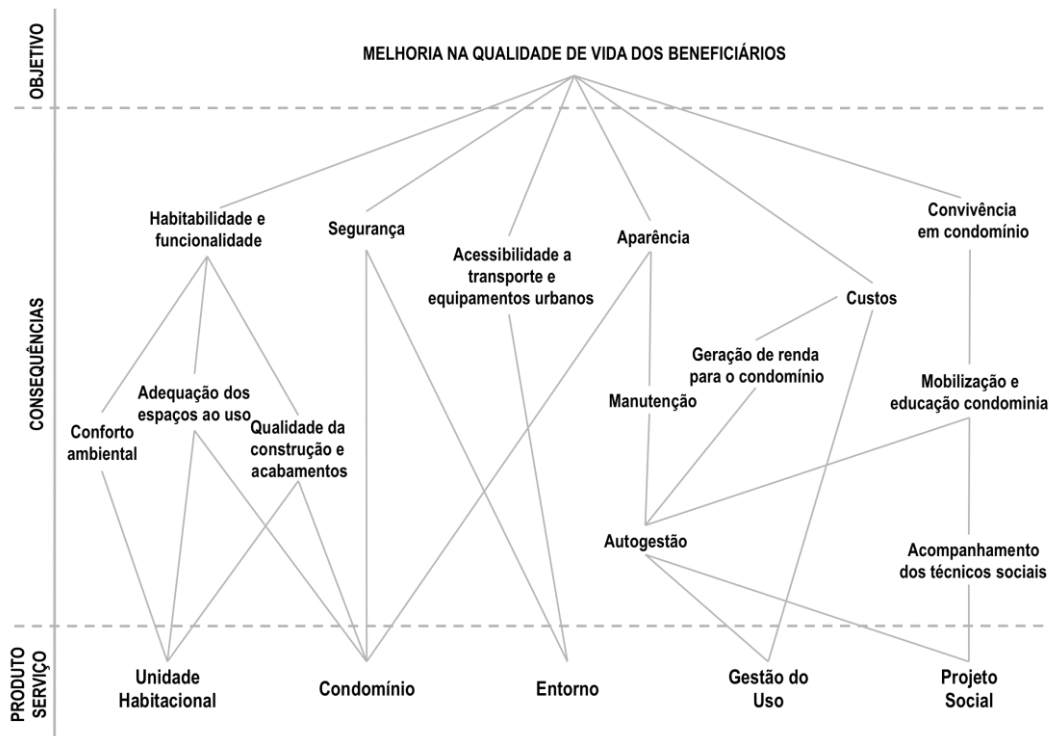 OBJETIVO
MELHORIA NA QUALIDADE DE VIDA DOS BENEFICIÁRIOS
CONSEQUÊNCIAS
Habitabilidade e
funcionalidade
Segurança
Acessibilidade a
transporte e
equipamentos urbanos
Aparência
Convivência
em condomínio
Custos
Geração de renda
para o condomínio
Adequação dos
espaços ao uso
Manutenção
Mobilização e
educação condominia
Conforto
ambiental
Qualidade da
construção e
acabamentos
Autogestão
Acompanhamento
dos técnicos sociais
PRODUTO
SERVIÇO
Unidade
Habitacional
Condomínio
Entorno
Gestão do
Uso
Projeto
Social